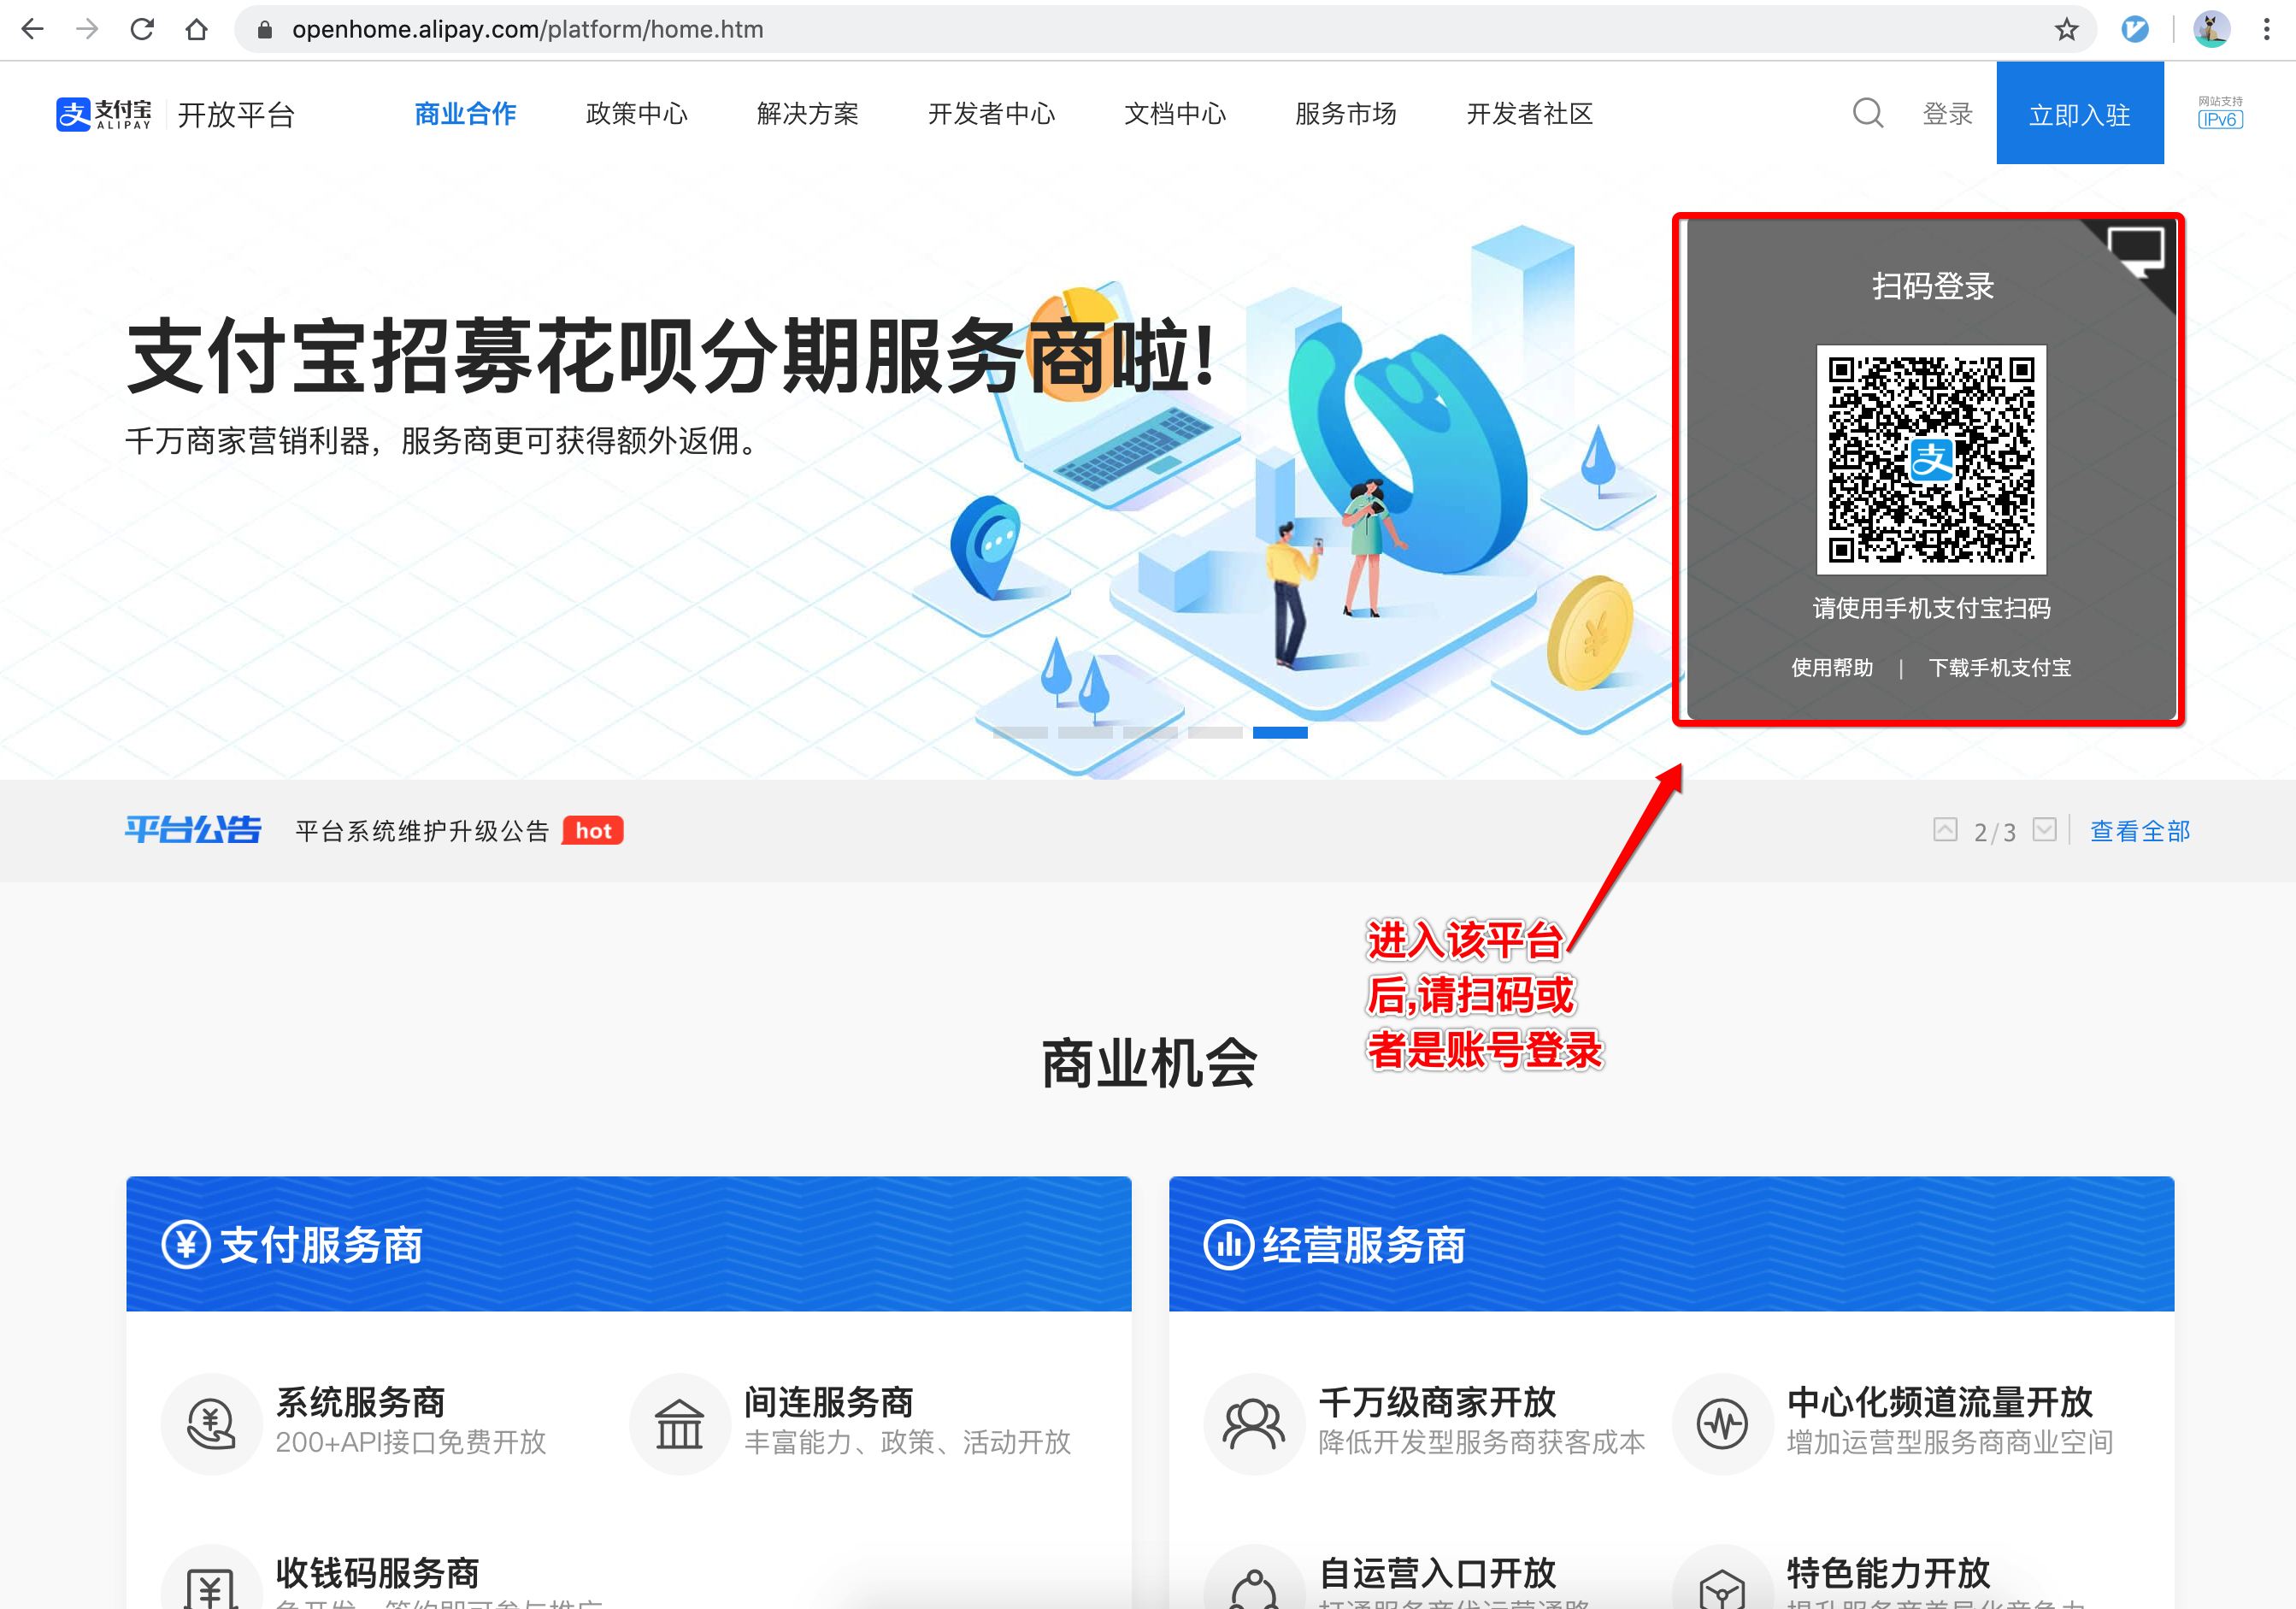 openhome.alipay.com/platform/home.htm
支付宝 ALIPAY 开放平台 商业合作 政策中心 解决方案 开发者中心 文档中心 服务市场 开发者社区 登录 立即入驻 网站支持 IPv6
扫码登录
支付宝招募花呗分期服务商啦!
千万商家营销利器，服务商更可获得额外返佣。
支
请使用手机支付宝扫码
使用帮助 | 下载手机支付宝
平台公告 平台系统维护升级公告 hot 2/3 查看全部
进入该平台
后,请扫码或
者是账号登录
商业机会
支付服务商
经营服务商
系统服务商
200+API接口免费开放
间连服务商
丰富能力、政策、活动开放
千万级商家开放
降低开发型服务商获客成本
中心化频道流量开放
增加运营型服务商商业空间
收钱码服务商
自运营入口开放
特色能力开放